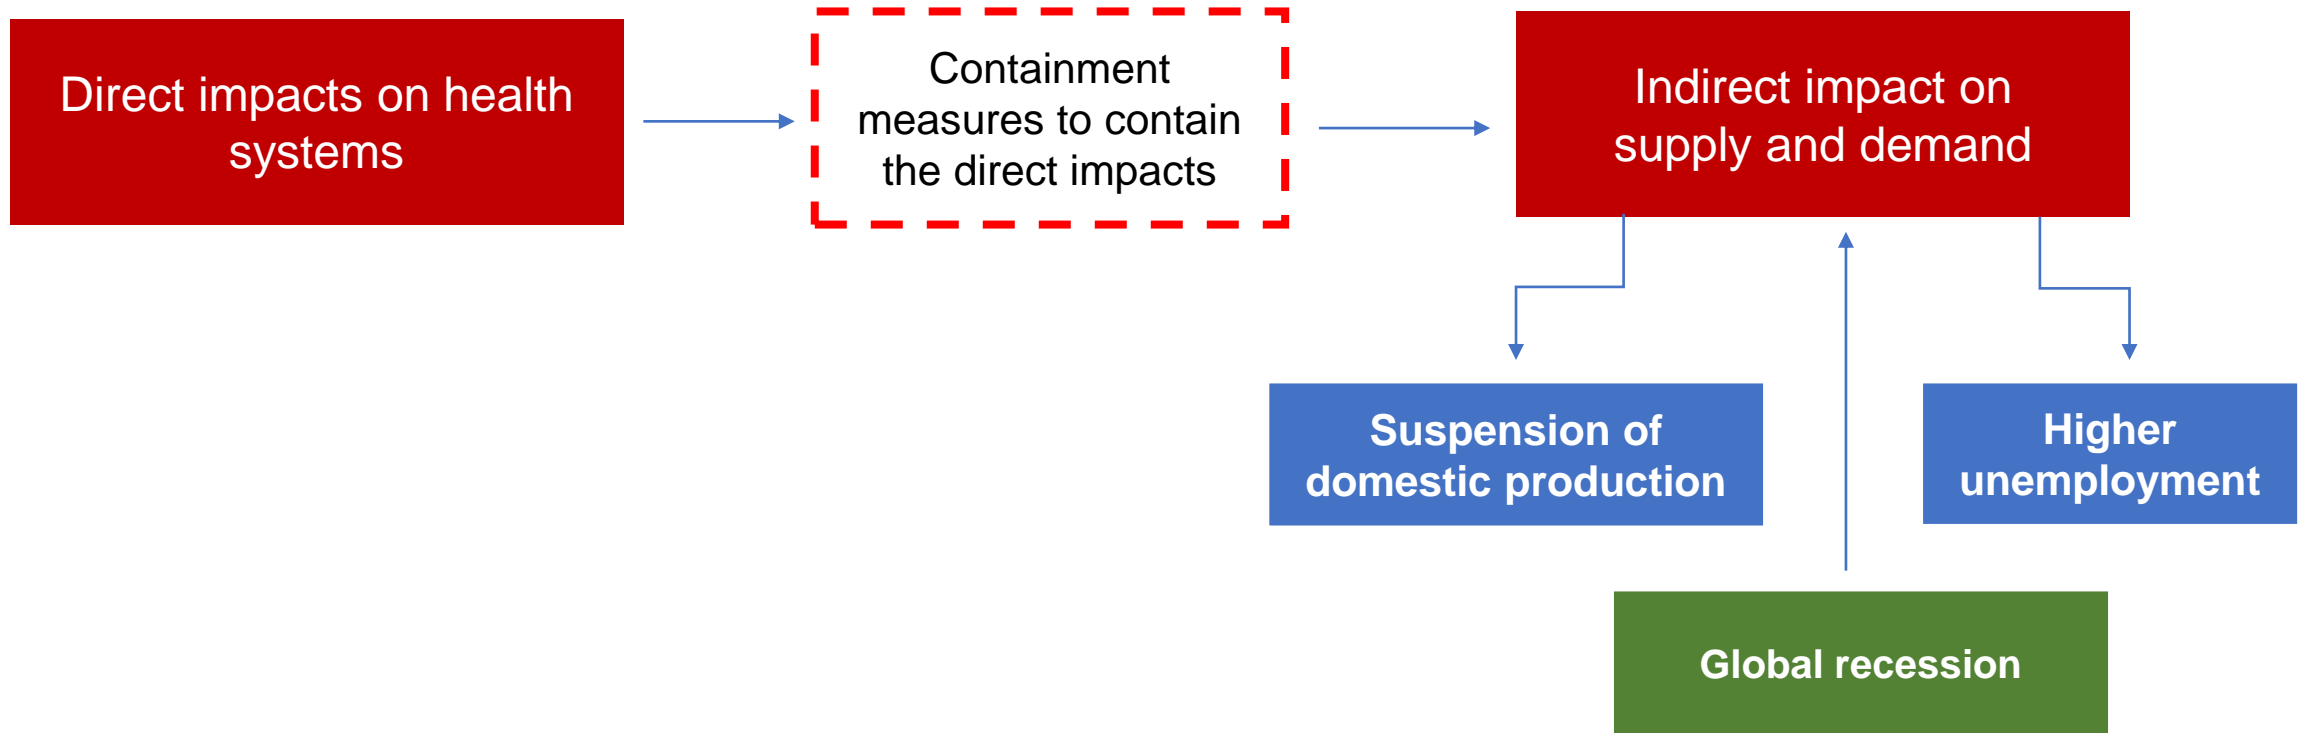 Direct impacts on health
systems
Containment
measures to contain
the direct impacts
Indirect impact on
supply and demand
Suspension of
domestic production
Higher
unemployment
Global recession